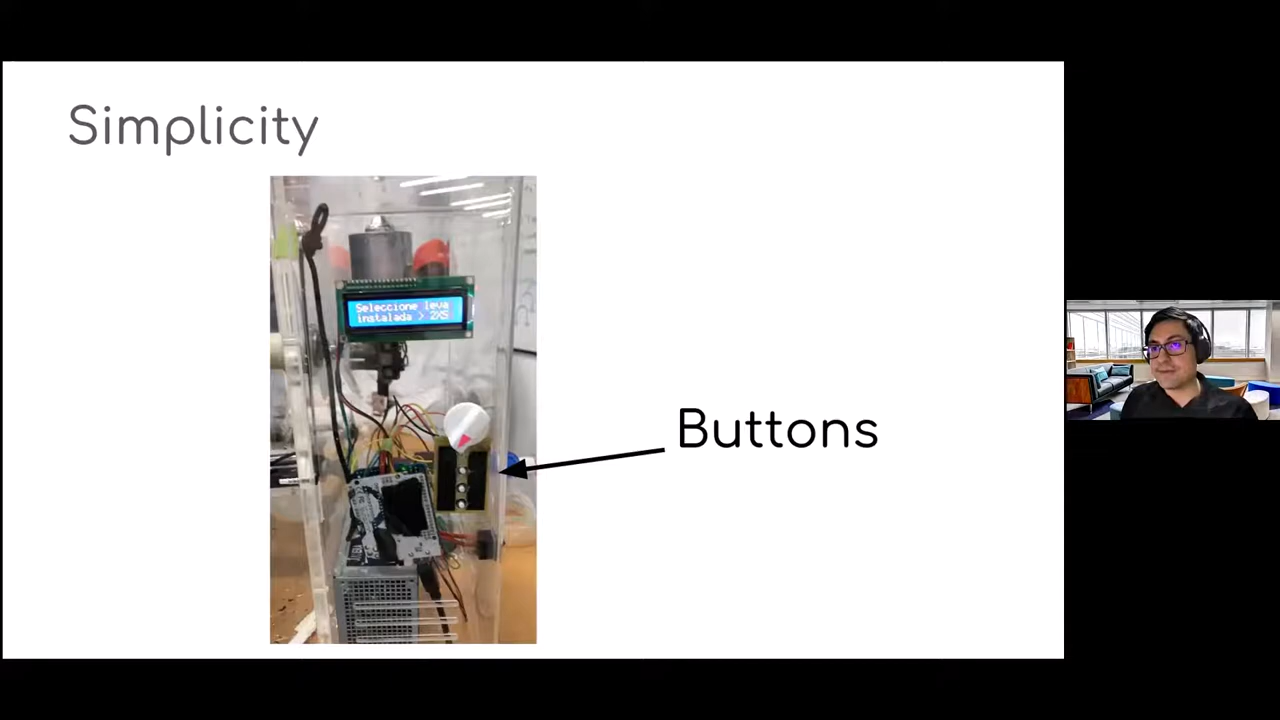 Simplicity
Seleccione leva
instalada > 2XS
Buttons